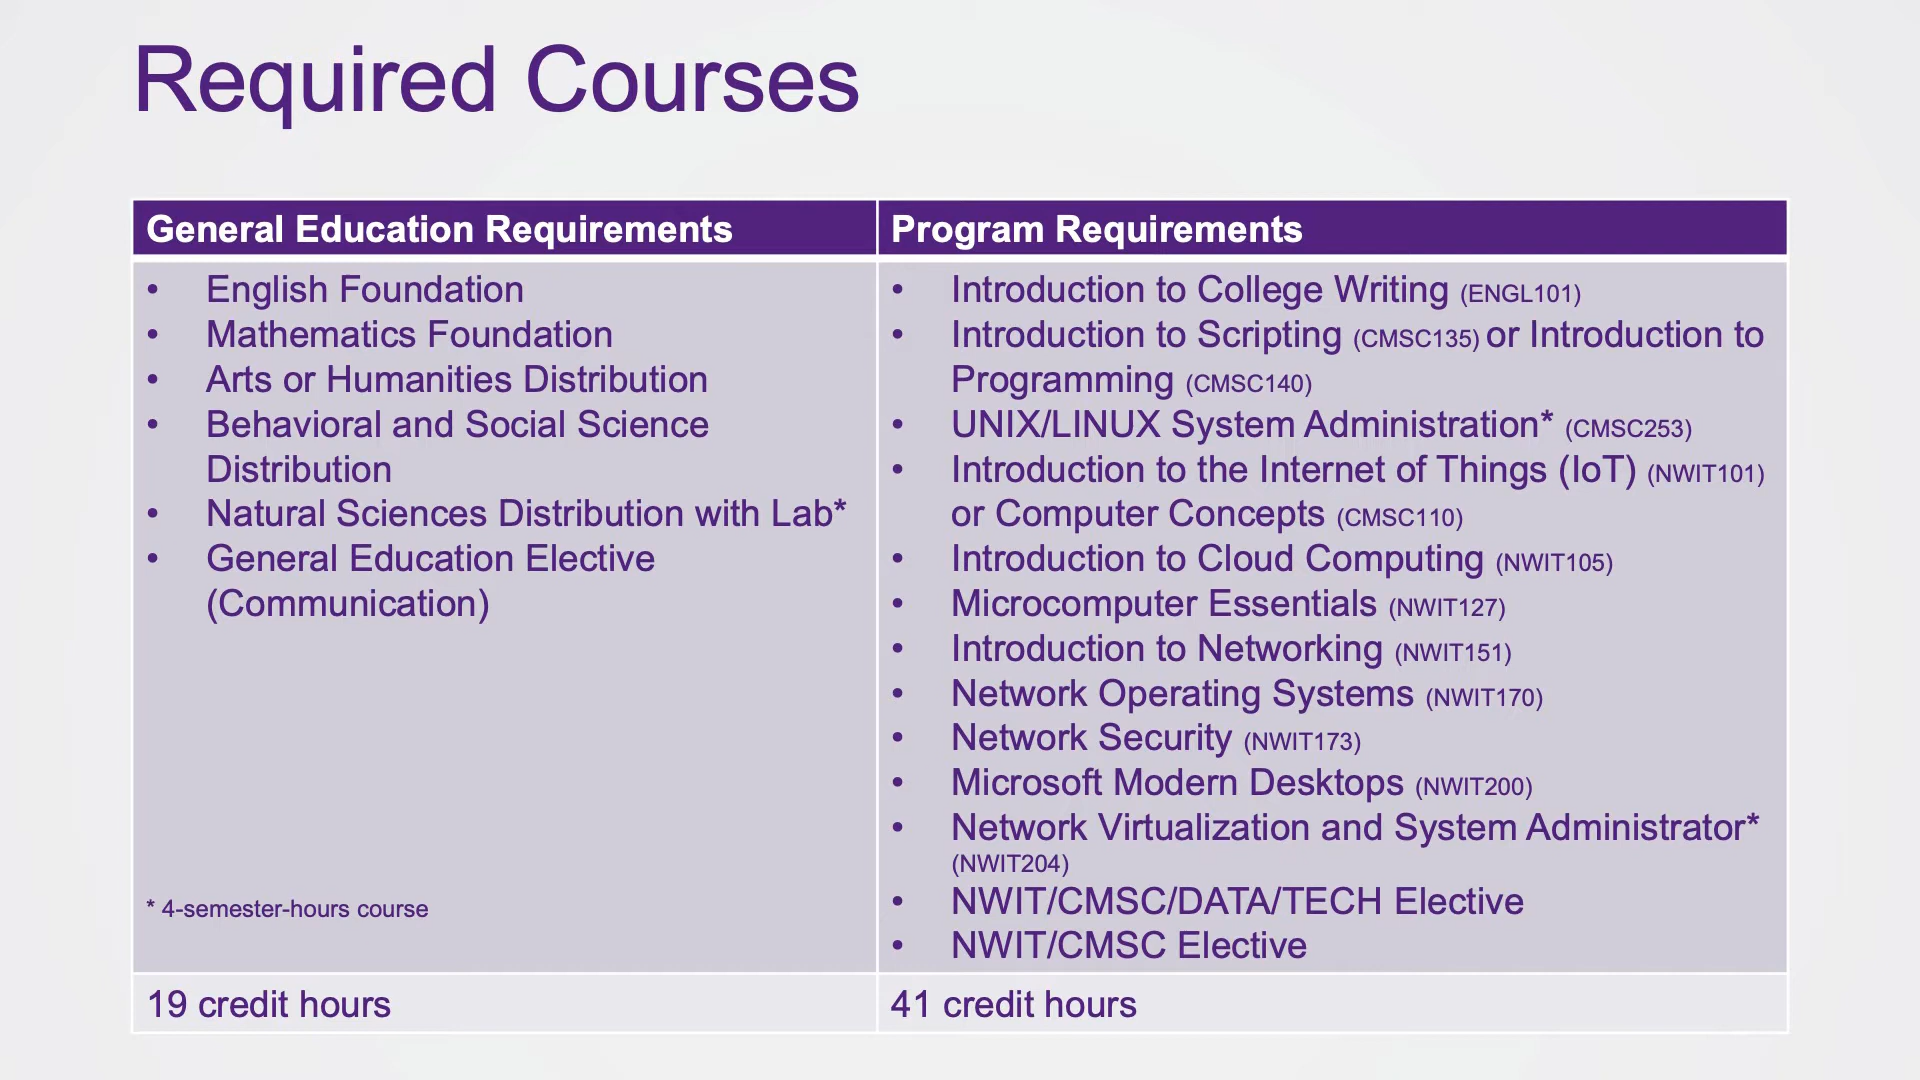 Required Courses
General Education Requirements
• English Foundation
• Mathematics Foundation
• Arts or Humanities Distribution
• Behavioral and Social Science
Distribution
• Natural Sciences Distribution with Lab*
• General Education Elective
(Communication)
* 4-semester-hours course
19 credit hours
Program Requirements
• Introduction to College Writing (ENGL101)
• Introduction to Scripting (CMSC135) or Introduction to
Programming (CMSC140)
• UNIX/LINUX System Administration* (CMSC253)
• Introduction to the Internet of Things (IoT) (NWIT101)
or Computer Concepts (CMSC110)
• Introduction to Cloud Computing (NWIT105)
• Microcomputer Essentials (NWIT127)
• Introduction to Networking (NWIT151)
• Network Operating Systems (NWIT170)
• Network Security (NWIT173)
• Microsoft Modern Desktops (NWIT200)
• Network Virtualization and System Administrator*
(NWIT204)
• NWIT/CMSC/DATA/TECH Elective
• NWIT/CMSC Elective
41 credit hours